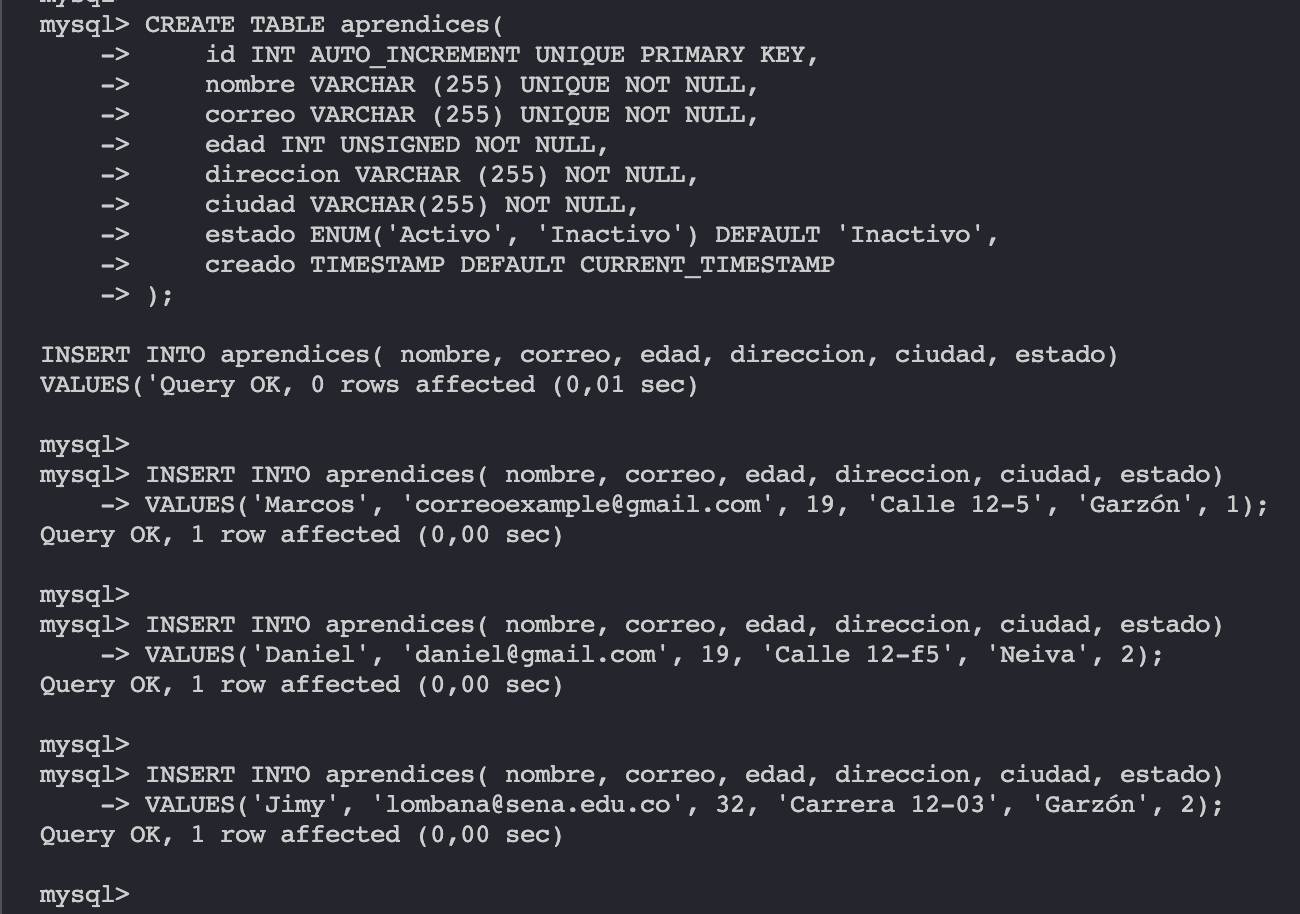 mysql>
mysql> CREATE TABLE aprendices(
    ->     id INT AUTO_INCREMENT UNIQUE PRIMARY KEY,
    ->     nombre VARCHAR (255) UNIQUE NOT NULL,
    ->     correo VARCHAR (255) UNIQUE NOT NULL,
    ->     edad INT UNSIGNED NOT NULL,
    ->     direccion VARCHAR (255) NOT NULL,
    ->     ciudad VARCHAR(255) NOT NULL,
    ->     estado ENUM('Activo', 'Inactivo') DEFAULT 'Inactivo',
    ->     creado TIMESTAMP DEFAULT CURRENT_TIMESTAMP
    -> );
INSERT INTO aprendices( nombre, correo, edad, direccion, ciudad, estado)
VALUES('Query OK, 0 rows affected (0,01 sec)
mysql>
mysql> INSERT INTO aprendices( nombre, correo, edad, direccion, ciudad, estado)
    -> VALUES('Marcos', 'correoexample@gmail.com', 19, 'Calle 12-5', 'Garzón', 1);
Query OK, 1 row affected (0,00 sec)
mysql>
mysql> INSERT INTO aprendices( nombre, correo, edad, direccion, ciudad, estado)
    -> VALUES('Daniel', 'daniel@gmail.com', 19, 'Calle 12-f5', 'Neiva', 2);
Query OK, 1 row affected (0,00 sec)
mysql>
mysql> INSERT INTO aprendices( nombre, correo, edad, direccion, ciudad, estado)
    -> VALUES('Jimy', 'lombana@sena.edu.co', 32, 'Carrera 12-03', 'Garzón', 2);
Query OK, 1 row affected (0,00 sec)
mysql>